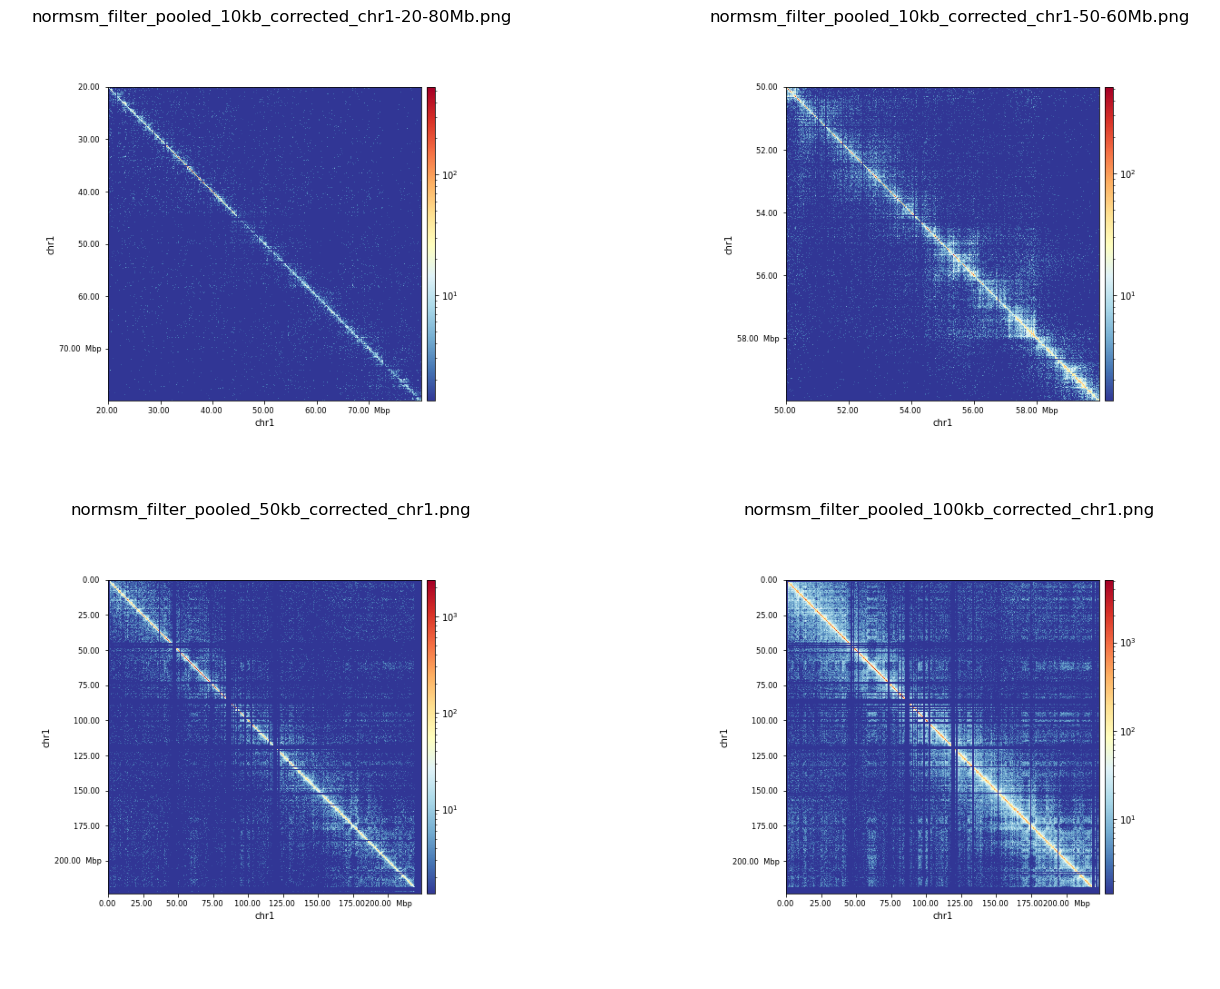 normsm_filter_pooled_10kb_corrected_chr1-20-80Mb.png
20.00
30.00
40.00
50.00
60.00
70.00 Mbp
chr1
20.00 30.00 40.00 50.00 60.00 70.00 Mbp
chr1
10²
10¹
normsm_filter_pooled_10kb_corrected_chr1-50-60Mb.png
50.00
52.00
54.00
56.00
58.00 Mbp
chr1
50.00 52.00 54.00 56.00 58.00 Mbp
chr1
10²
10¹
normsm_filter_pooled_50kb_corrected_chr1.png
0.00
25.00
50.00
75.00
100.00
125.00
150.00
175.00
200.00 Mbp
chr1
0.00 25.00 50.00 75.00 100.00 125.00 150.00 175.00 200.00 Mbp
chr1
10³
10²
10¹
normsm_filter_pooled_100kb_corrected_chr1.png
0.00
25.00
50.00
75.00
100.00
125.00
150.00
175.00
200.00 Mbp
chr1
0.00 25.00 50.00 75.00 100.00 125.00 150.00 175.00 200.00 Mbp
chr1
10³
10²
10¹